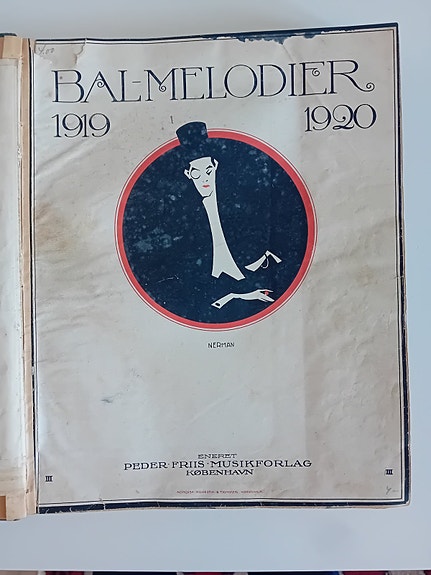 BAL-MELODIER
1919 1920
NERMAN
ENERET
PEDER·FRIIS·MUSIKFORLAG
KØBENHAVN
III III